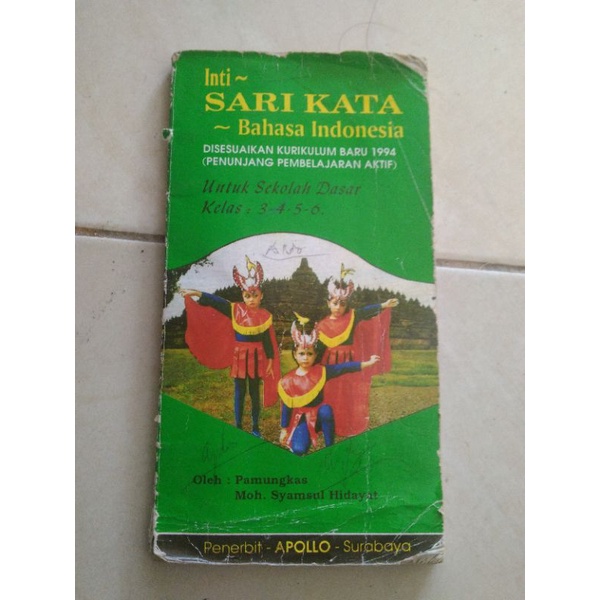 Inti ~
SARI KATA
~ Bahasa Indonesia
DISESUAIKAN KURIKULUM BARU 1994
(PENUNJANG PEMBELAJARAN AKTIF)
Untuk Sekolah Dasar
Kelas : 3-4-5-6.
Oleh : Pamungkas
Moh. Syamsul Hidayat
Penerbit - APOLLO - Surabaya